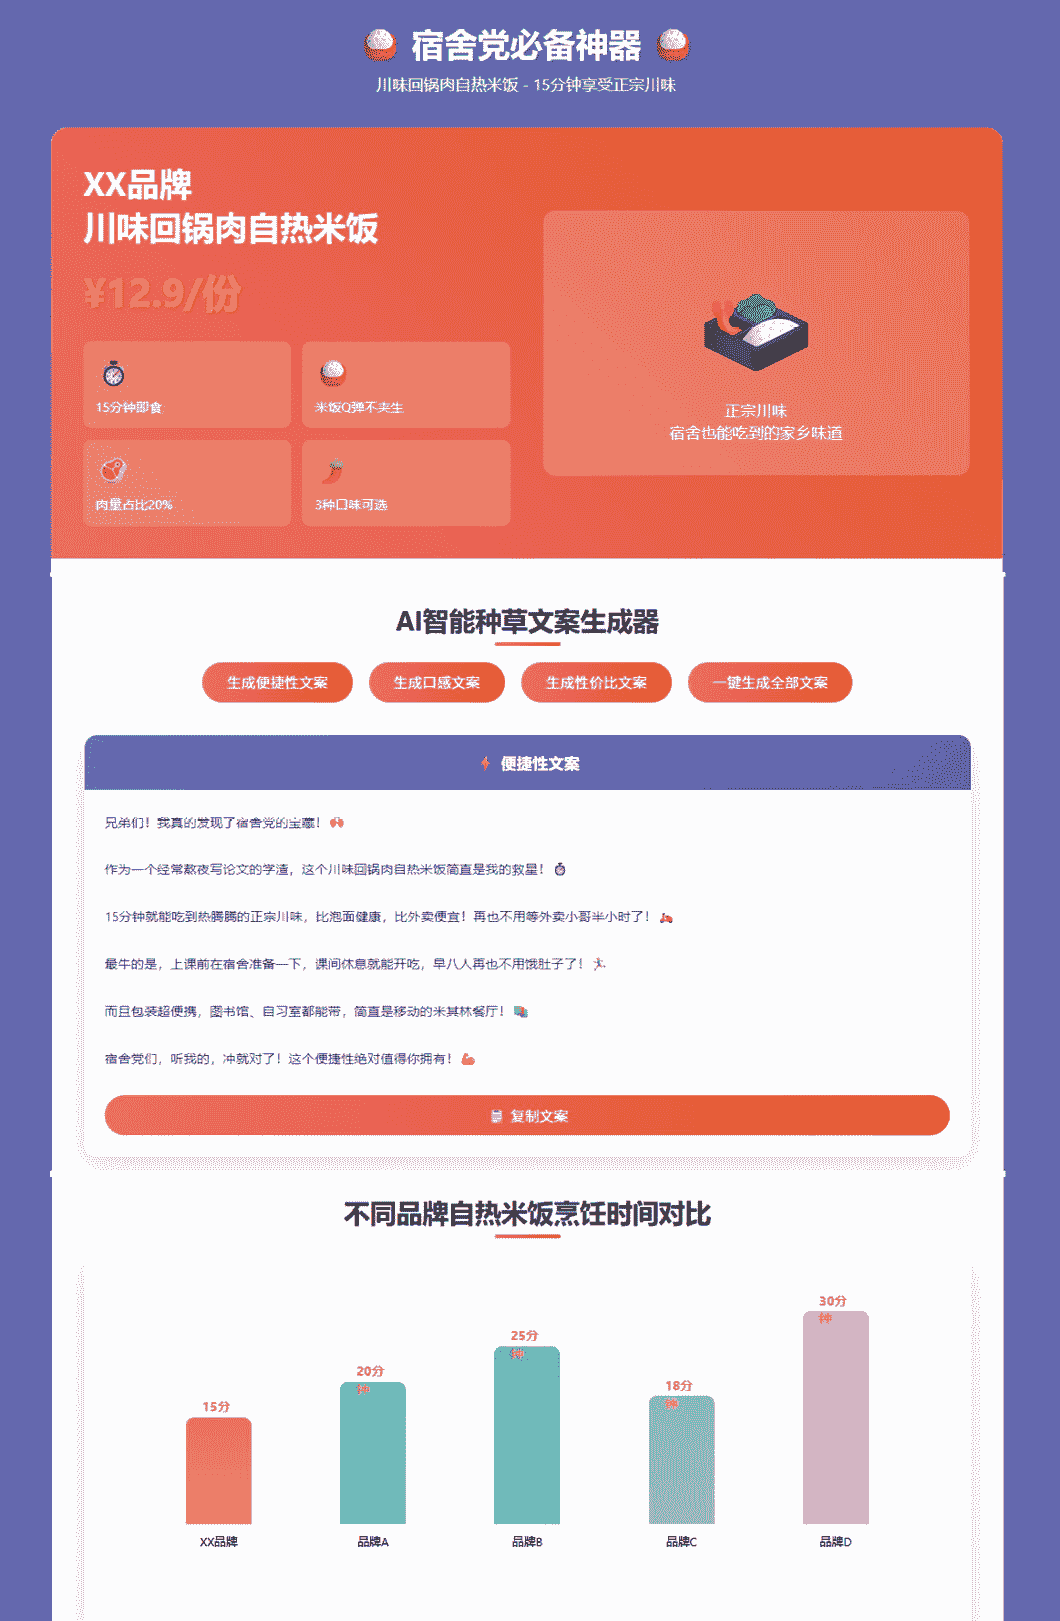 宿舍党必备神器
川味回锅肉自热米饭 - 15分钟享受正宗川味
XX品牌
川味回锅肉自热米饭
¥12.9/份
15分钟即食
米饭Q弹不夹生
肉量占比20%
3种口味可选
正宗川味
宿舍也能吃到的家乡味道
AI智能种草文案生成器
生成便捷性文案
生成口感文案
生成性价比文案
一键生成全部文案
便捷性文案
兄弟们！我真的发现了宿舍党的宝藏！
作为一个经常熬夜写论文的学渣，这个川味回锅肉自热米饭简直是我的救星！
15分钟就能吃到热腾腾的正宗川味，比泡面健康，比外卖便宜！再也不用等外卖小哥半小时了！
最牛的是，上课前在宿舍准备一下，课间休息就能开吃，早八人再也不用饿肚子了！
而且包装超便携，图书馆、自习室都能带，简直是移动的米其林餐厅！
宿舍党们，听我的，冲就对了！这个便捷性绝对值得你拥有！
复制文案
不同品牌自热米饭烹饪时间对比
15分
20分
钟
25分
钟
18分
钟
30分
钟
XX品牌
品牌A
品牌B
品牌C
品牌D